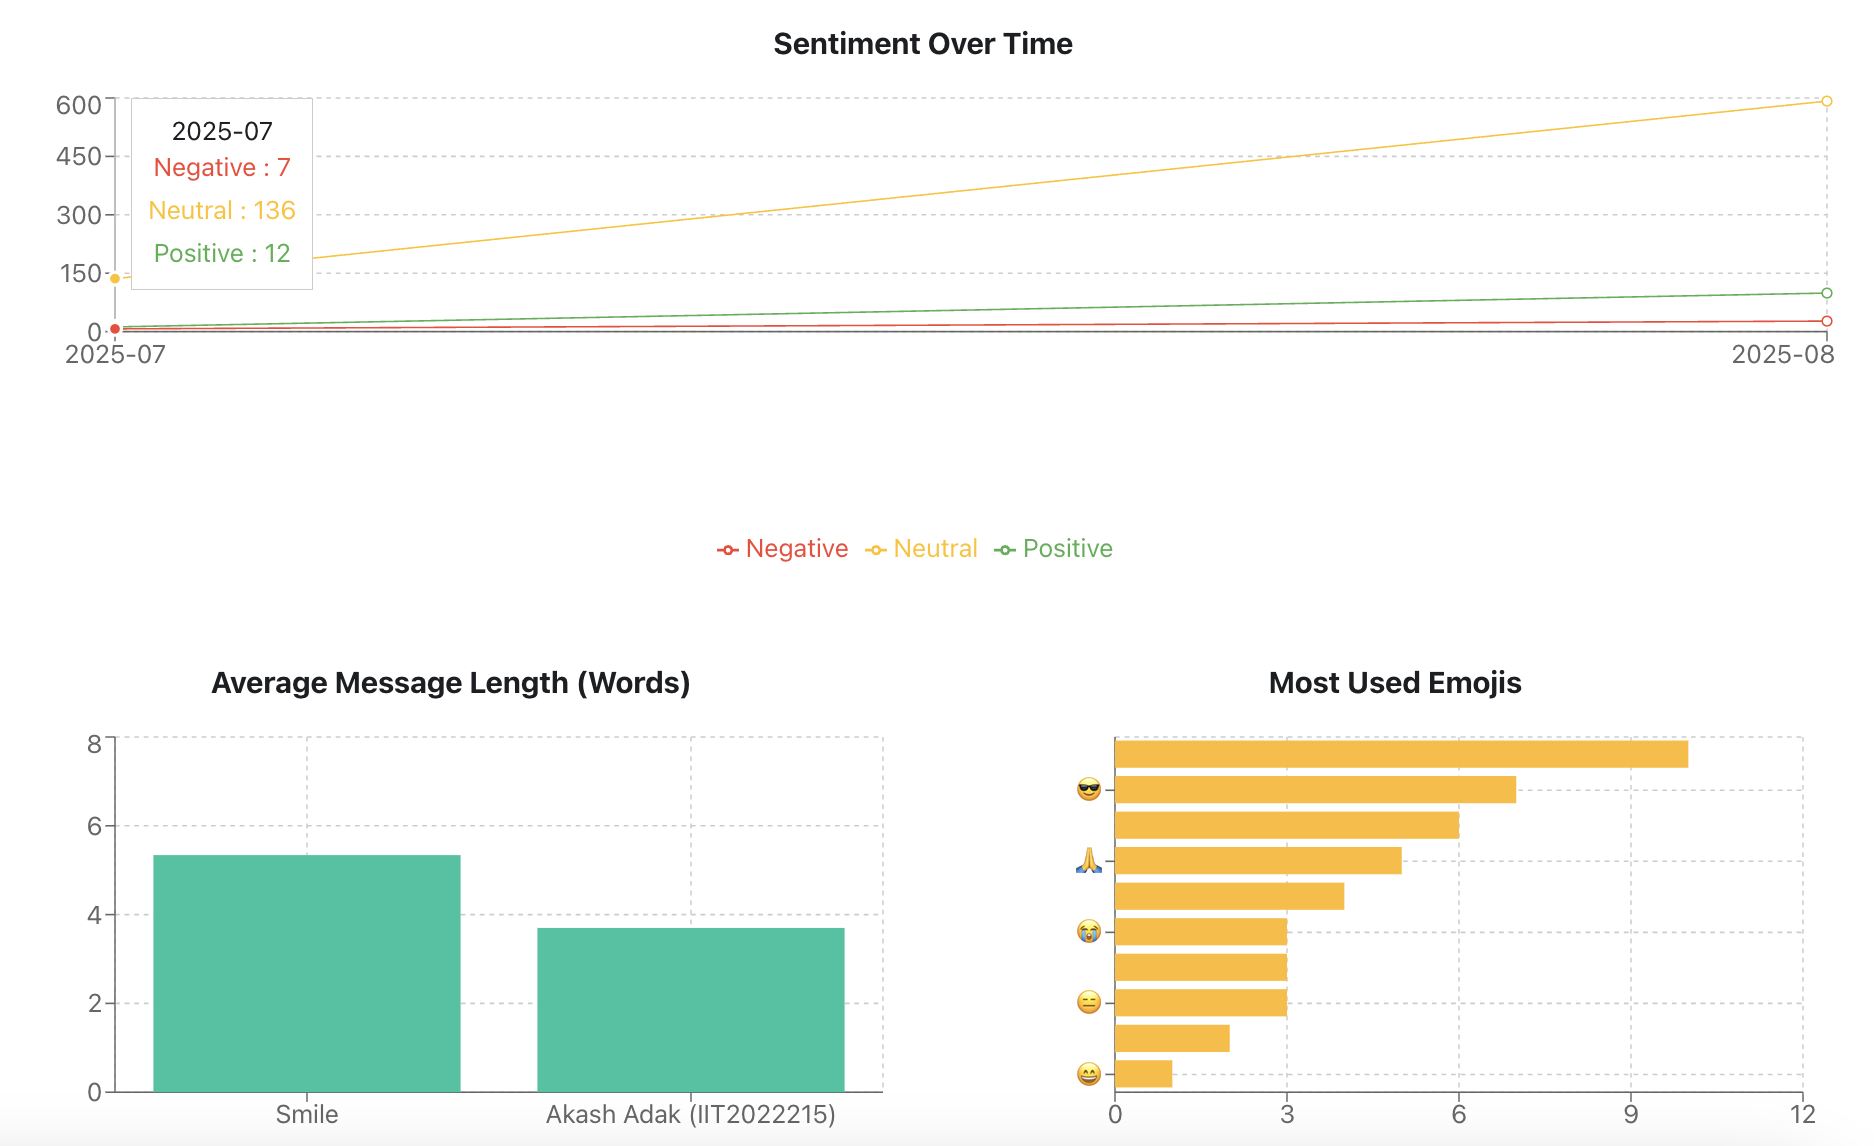 Sentiment Over Time
600
450
300
150
0
2025-07
Negative : 7
Neutral : 136
Positive : 12
2025-07
2025-08
Negative
Neutral
Positive
Average Message Length (Words)
8
6
4
2
0
Smile
Akash Adak (IIT2022215)
Most Used Emojis
😎
🙏
😭
😑
😄
0
3
6
9
12